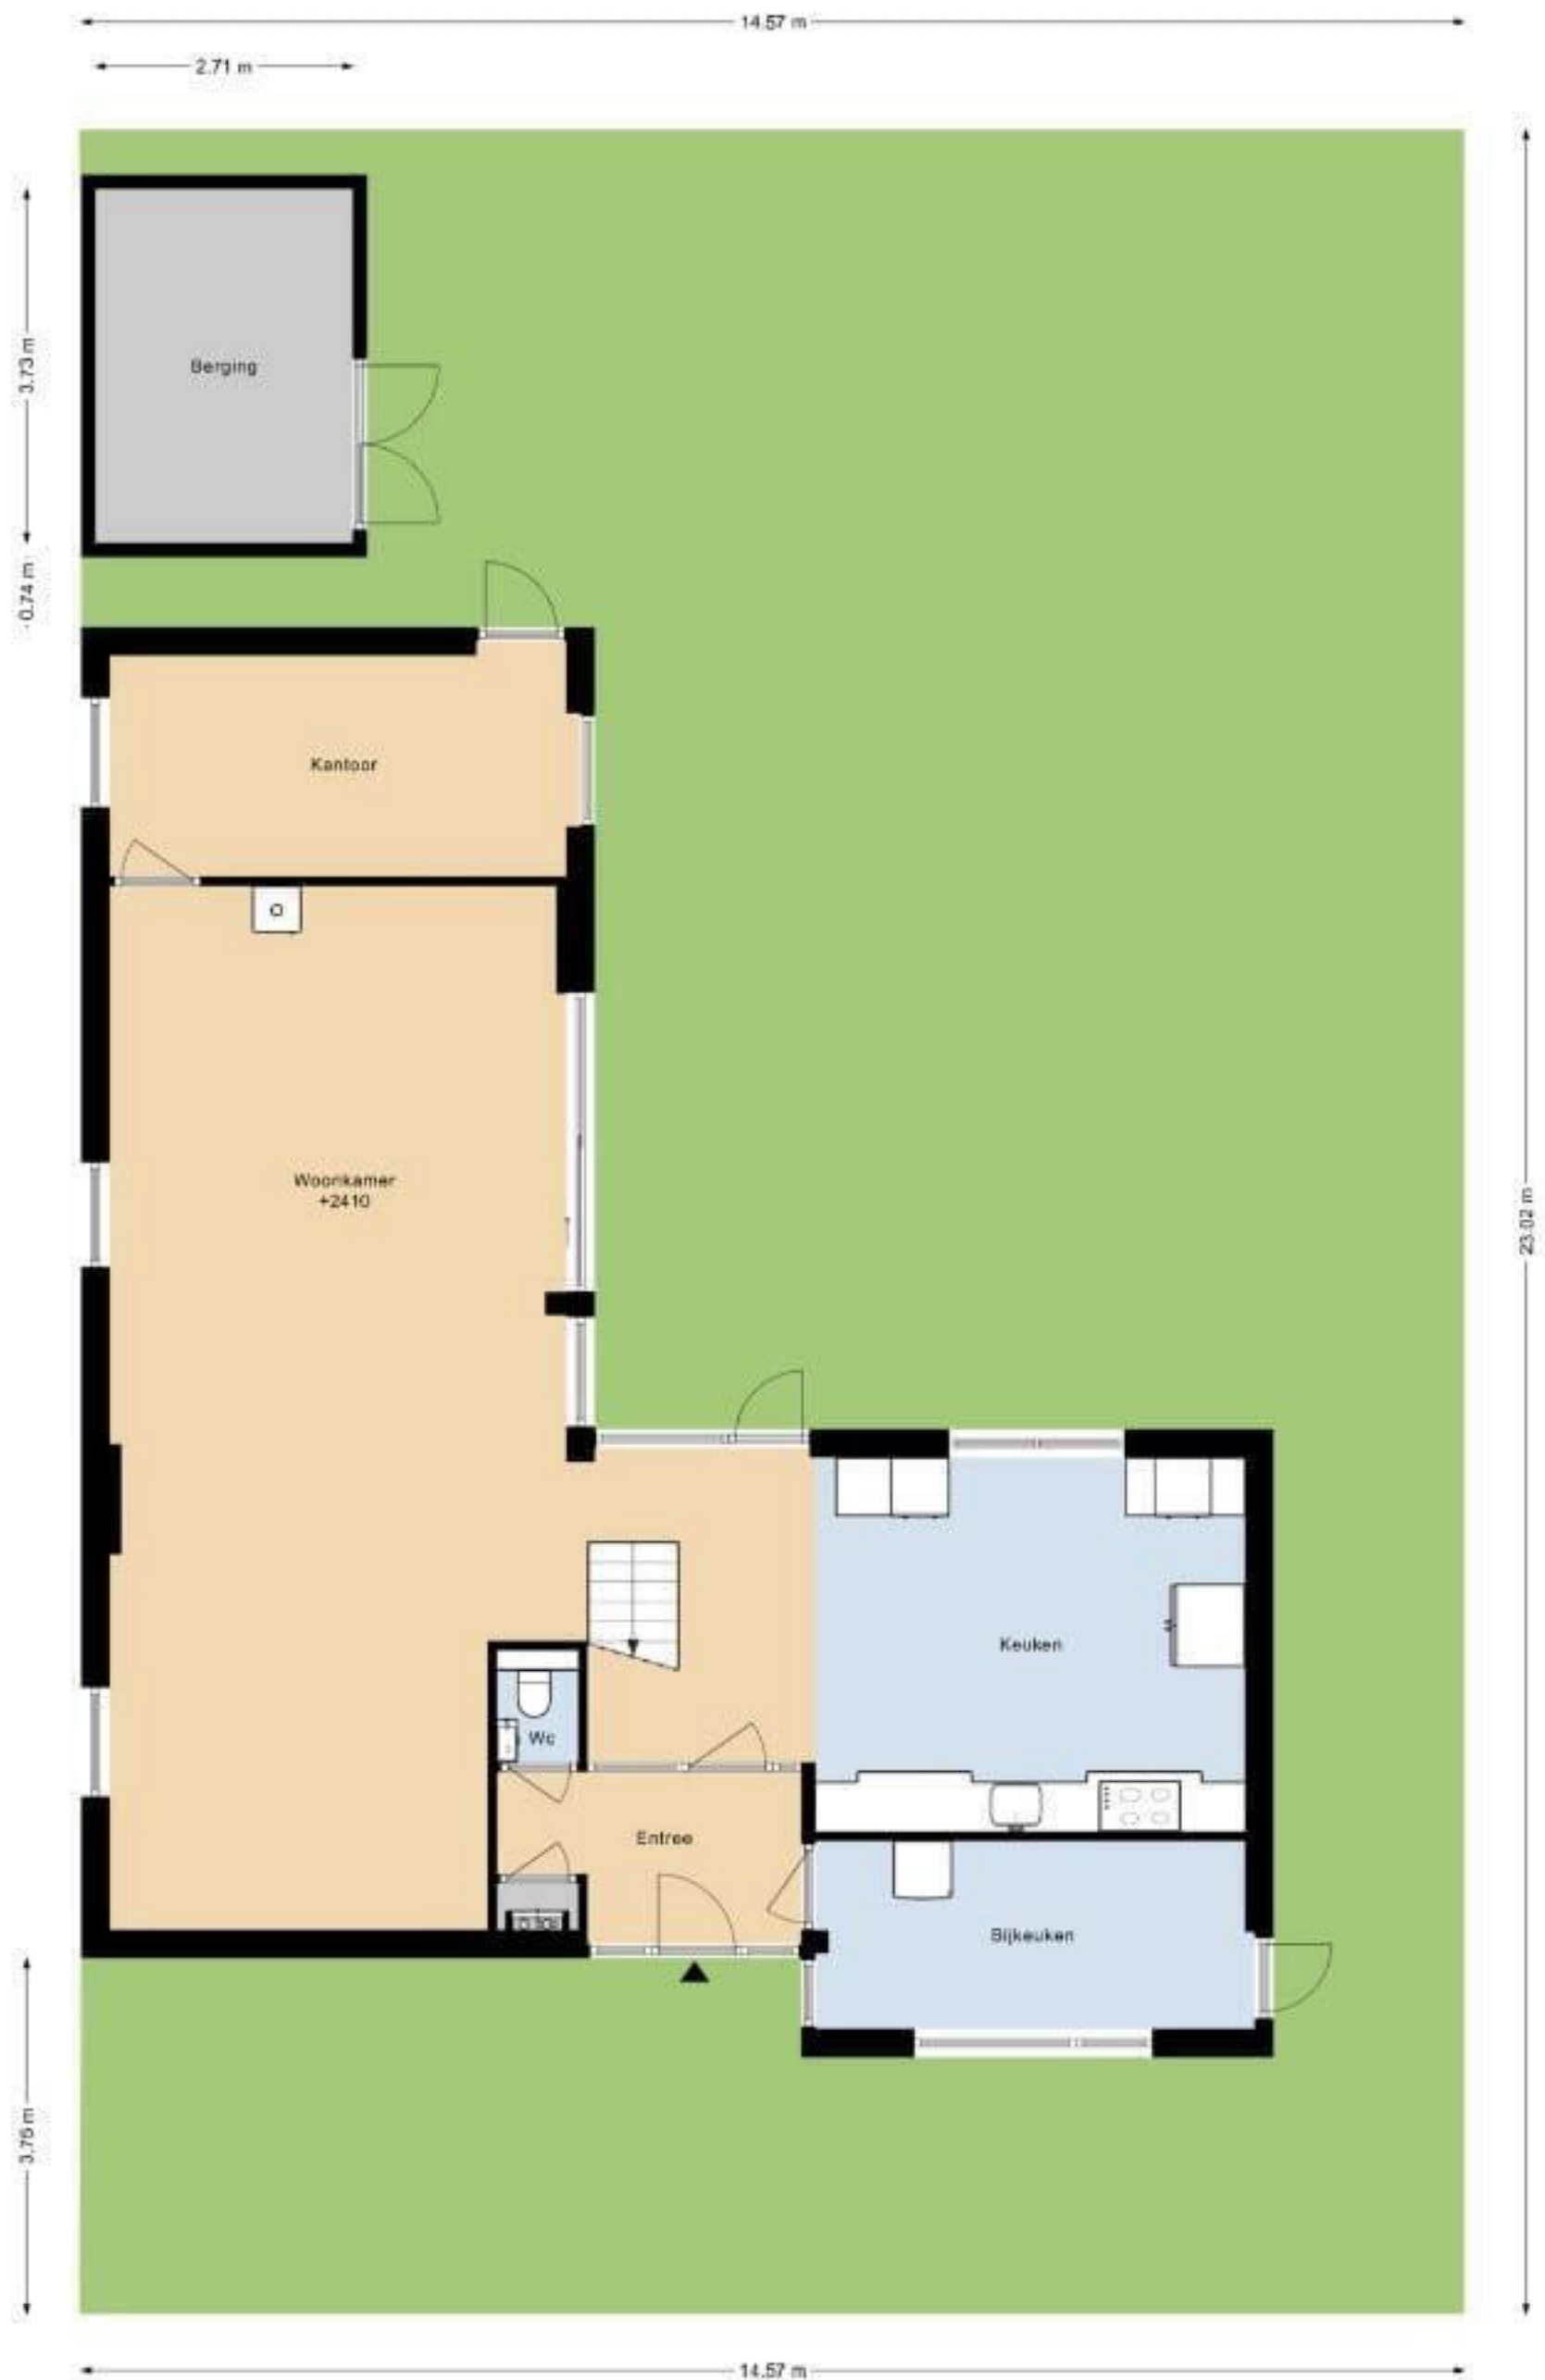 14.57 m
2.71 m
3.73 m
Berging
0.74 m
Kantoor
Woonkamer
+2410
23.02 m
Keuken
Wc
Entree
Bijkeuken
3.76 m
14.57 m